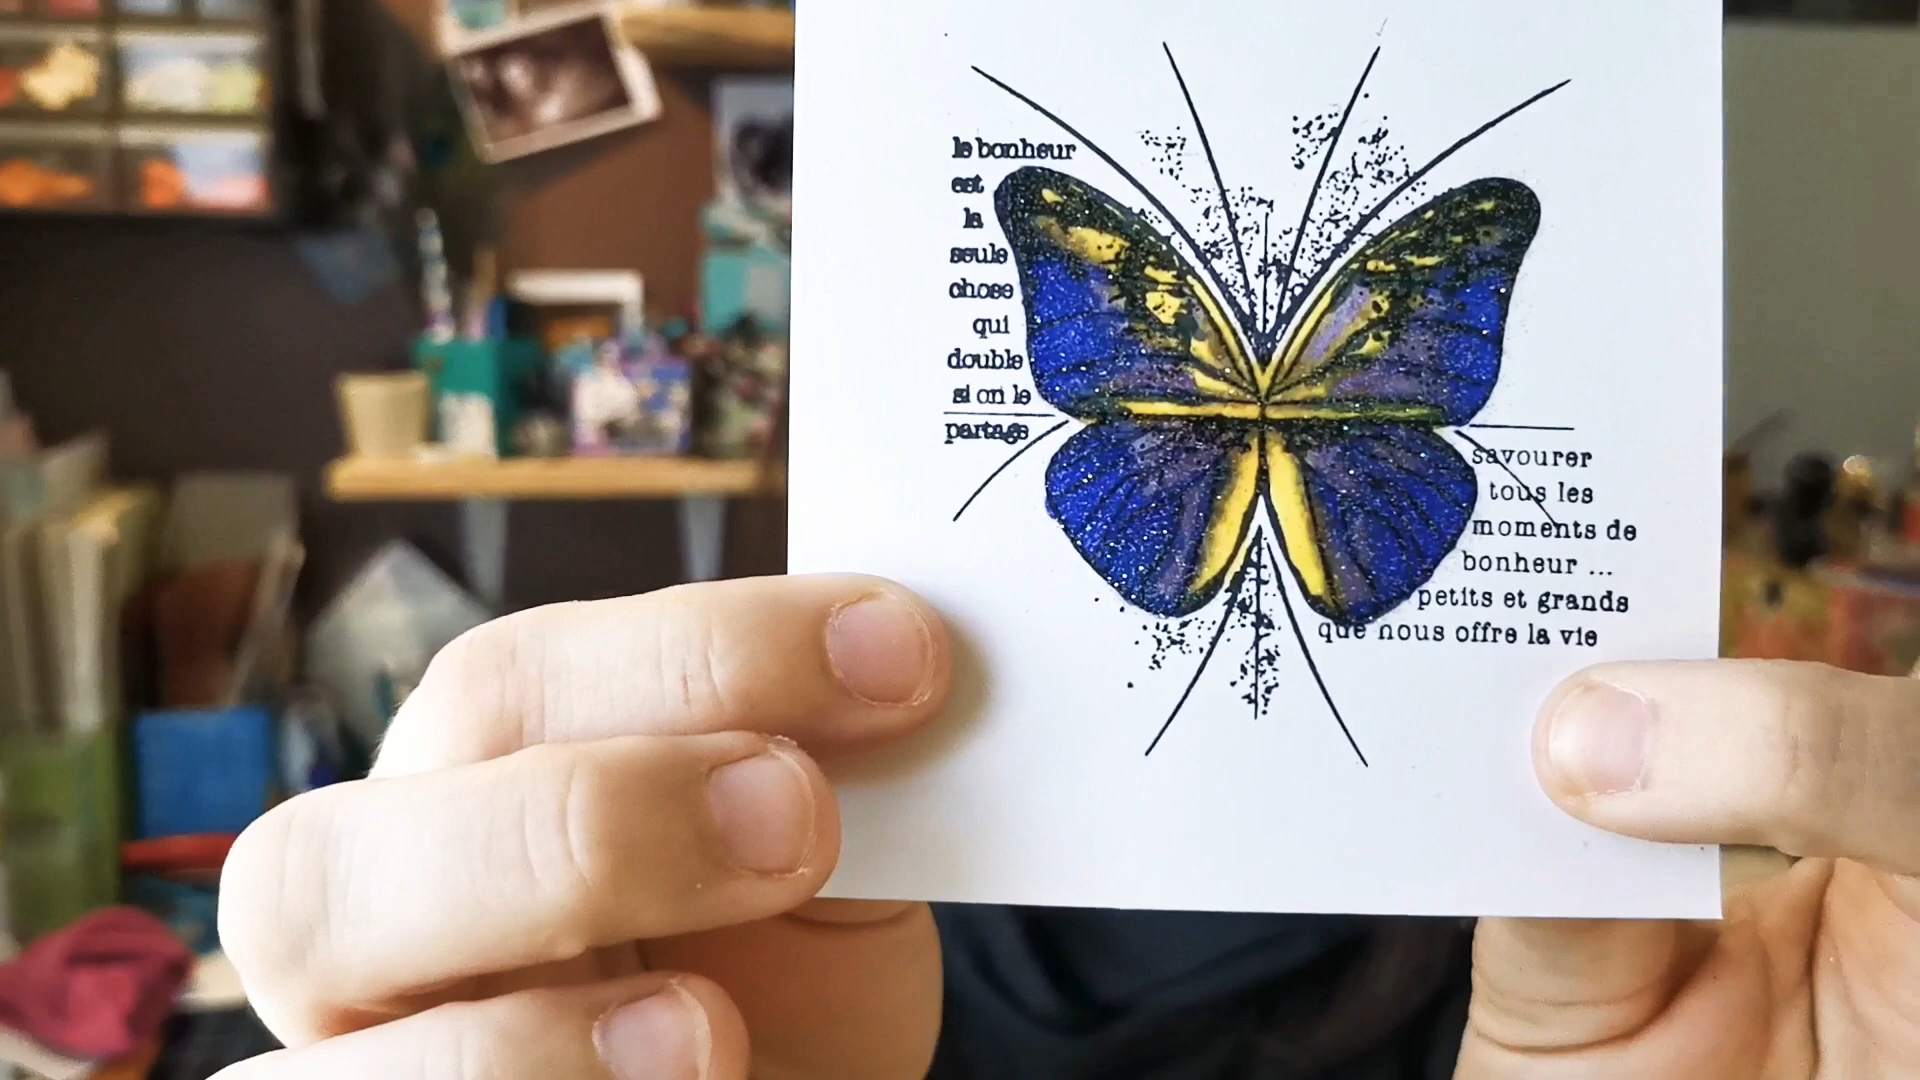 le bonheur
est
la
seule
chose
qui
double
si on le
partage
savourer
tous les
moments de
bonheur ...
petits et grands
que nous offre la vie